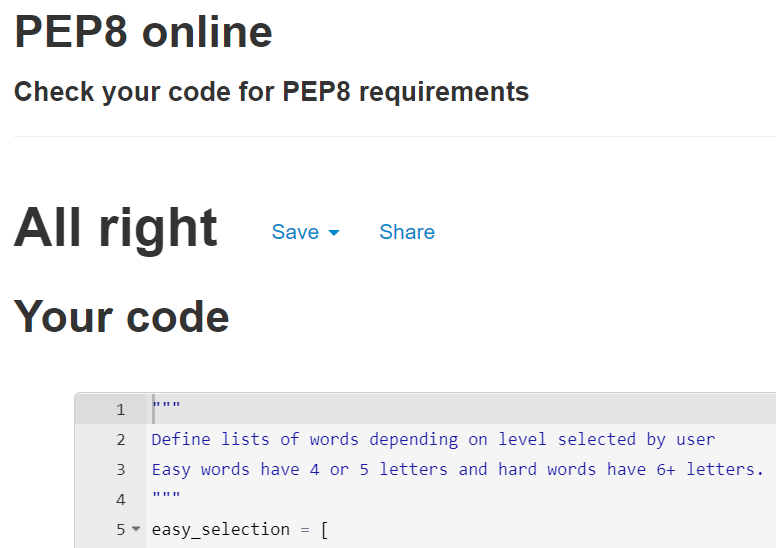 PEP8 online
Check your code for PEP8 requirements
All right Save Share
Your code
1 """
2 Define lists of words depending on level selected by user
3 Easy words have 4 or 5 letters and hard words have 6+ letters.
4 """
5 easy_selection = [